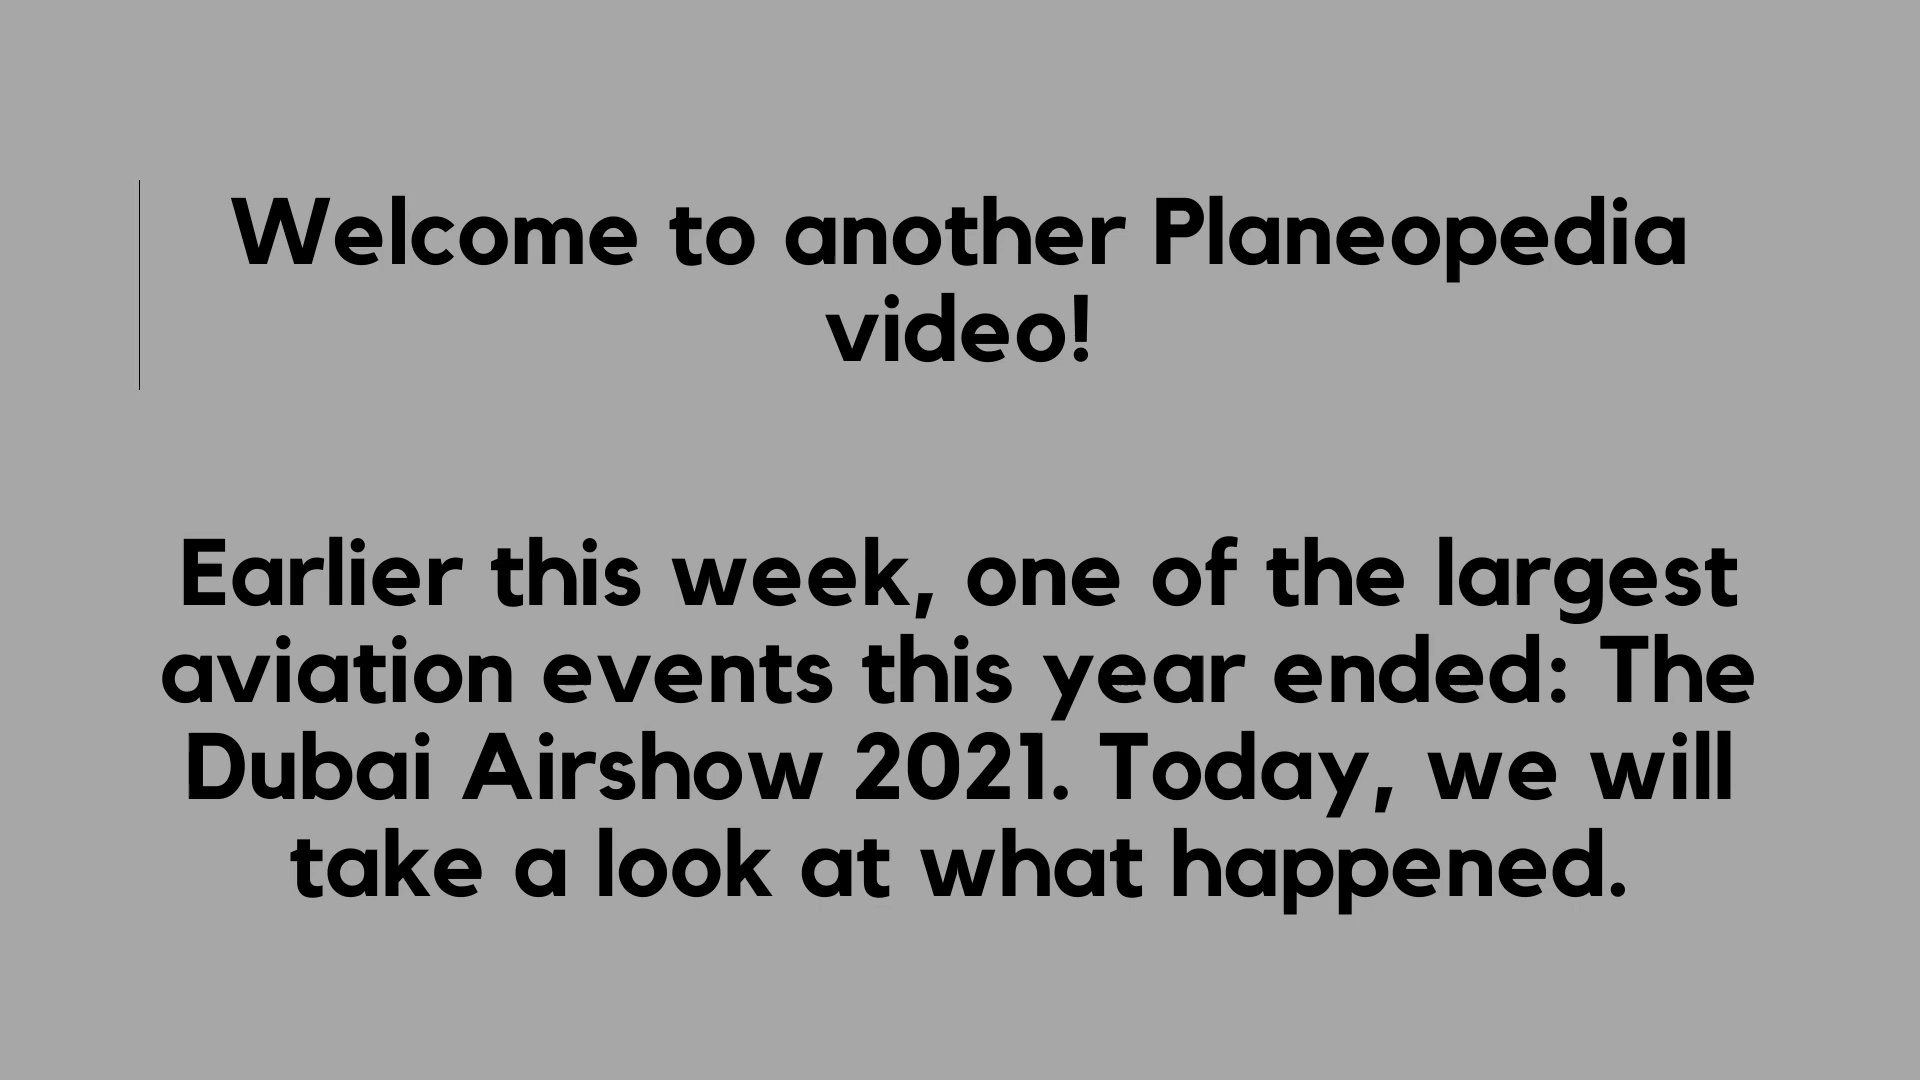 Welcome to another Planeopedia
video!
Earlier this week, one of the largest
aviation events this year ended: The
Dubai Airshow 2021. Today, we will
take a look at what happened.